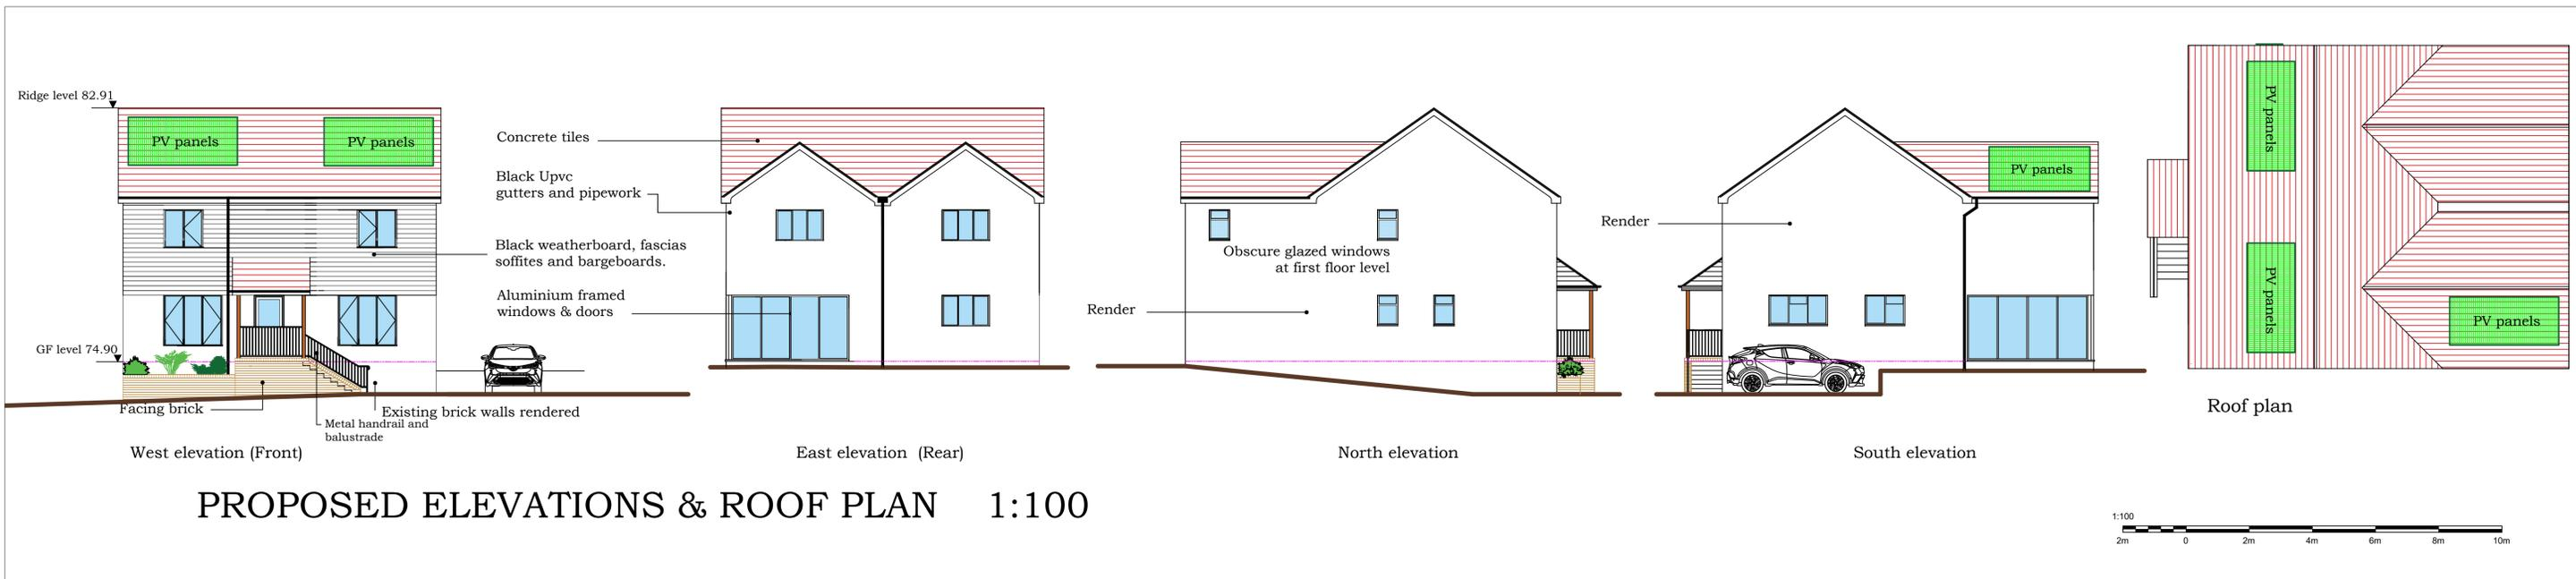 Ridge level 82.91
PV panels
PV panels
GF level 74.90
Facing brick
Existing brick walls rendered
Metal handrail and
balustrade
West elevation (Front)
Concrete tiles
Black Upvc
gutters and pipework
Black weatherboard, fascias
soffites and bargeboards.
Aluminium framed
windows & doors
East elevation (Rear)
Obscure glazed windows
at first floor level
Render
North elevation
Render
PV panels
South elevation
PV panels
PV panels
PV panels
Roof plan
PROPOSED ELEVATIONS & ROOF PLAN 1:100
1:100
2m 0 2m 4m 6m 8m 10m